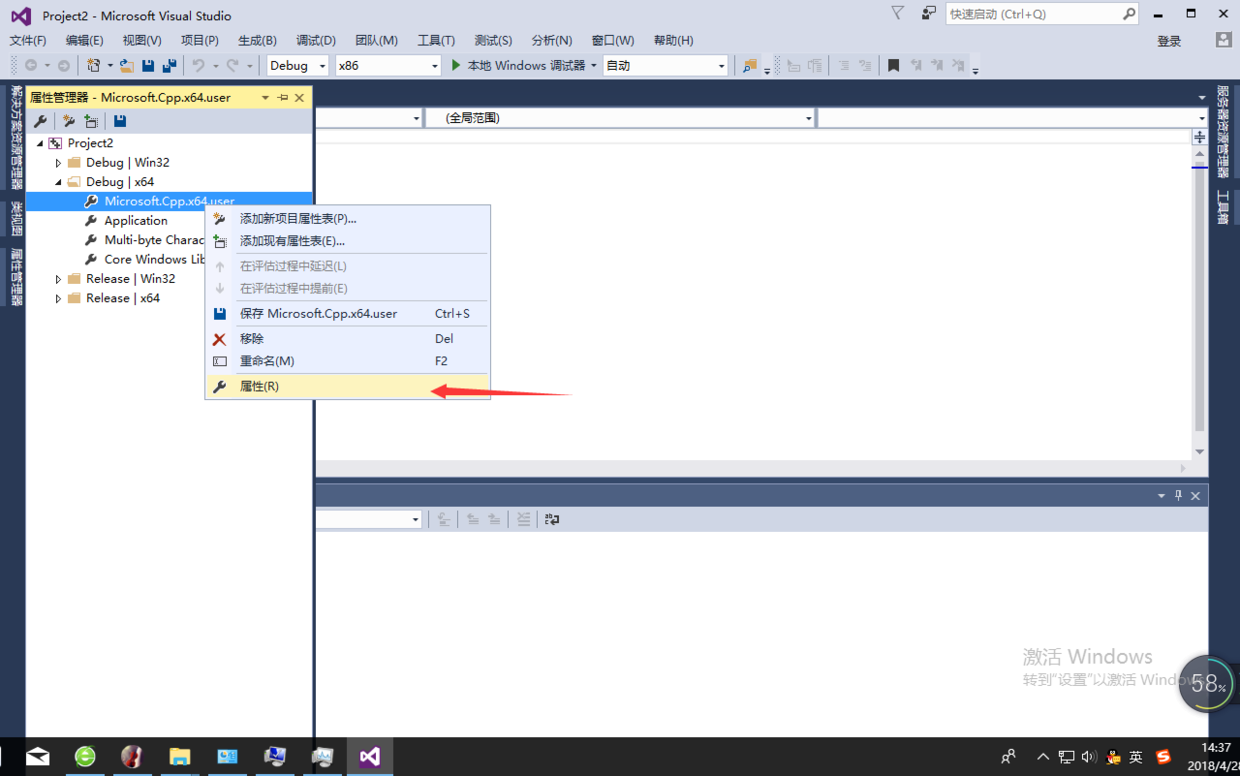 Project2 - Microsoft Visual Studio
快速启动 (Ctrl+Q)
文件(F) 编辑(E) 视图(V) 项目(P) 生成(B) 调试(D) 团队(M) 工具(T) 测试(S) 分析(N) 窗口(W) 帮助(H) 登录
Debug x86 本地 Windows 调试器 自动
解决方案资源管理器
类视图
属性管理器
属性管理器 - Microsoft.Cpp.x64.user
(全局范围)
Project2
Debug | Win32
Debug | x64
Microsoft.Cpp.x64.user
Application
Multi-byte Charac
Core Windows Lib
Release | Win32
Release | x64
添加新项目属性表(P)...
添加现有属性表(E)...
在评估过程中延迟(L)
在评估过程中提前(E)
保存 Microsoft.Cpp.x64.user Ctrl+S
移除 Del
重命名(M) F2
属性(R)
服务器资源管理器
工具箱
激活 Windows
转到"设置"以激活 Windows
58%
英
14:37
2018/4/28